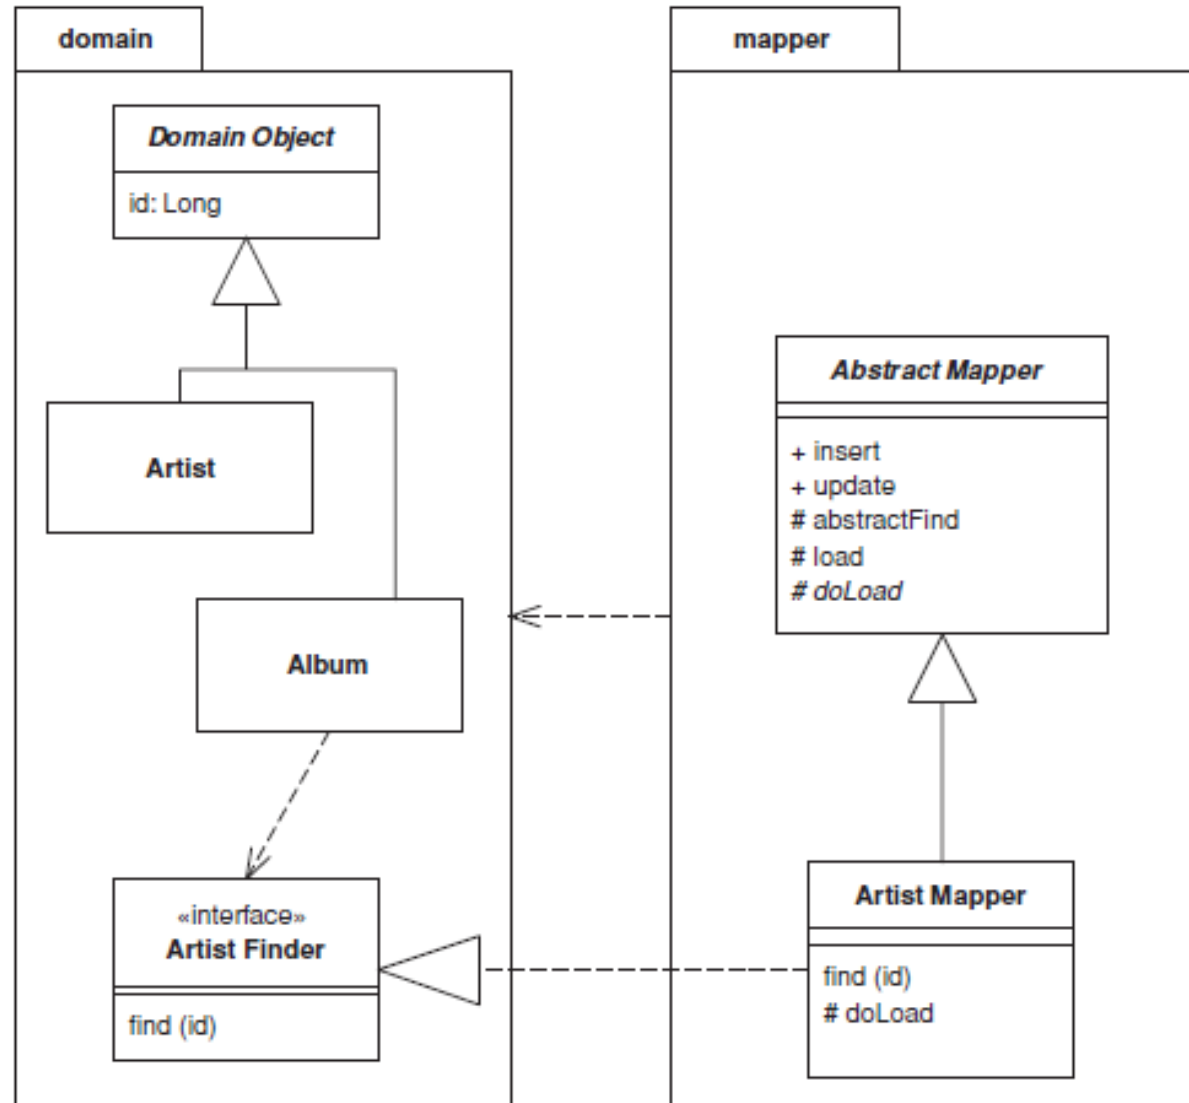 domain
Domain Object
id: Long
Artist
Album
«interface»
Artist Finder
find (id)
mapper
Abstract Mapper
+ insert
+ update
# abstractFind
# load
# doLoad
Artist Mapper
find (id)
# doLoad